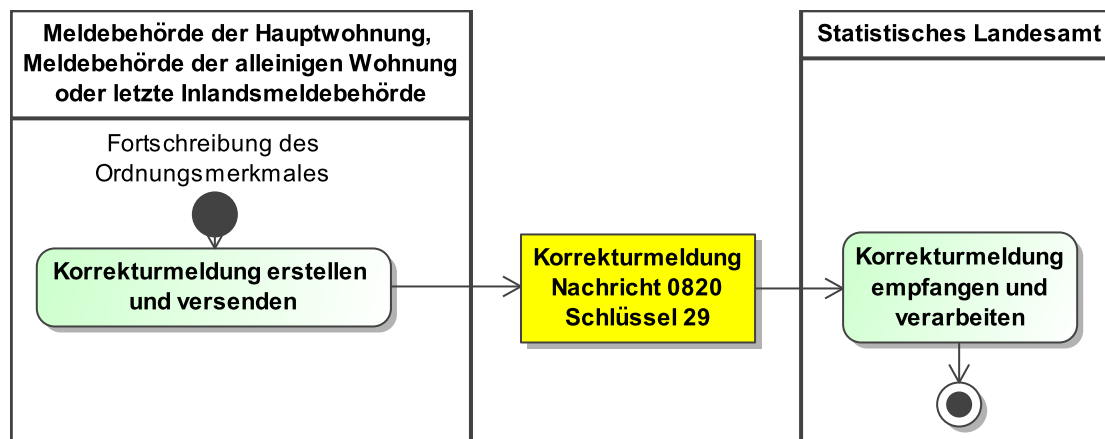 Meldebehörde der Hauptwohnung,
Meldebehörde der alleinigen Wohnung
oder letzte Inlandsmeldebehörde
Statistisches Landesamt
Fortschreibung des
Ordnungsmerkmales
Korrekturmeldung erstellen
und versenden
Korrekturmeldung
Nachricht 0820
Schlüssel 29
Korrekturmeldung
empfangen und
verarbeiten